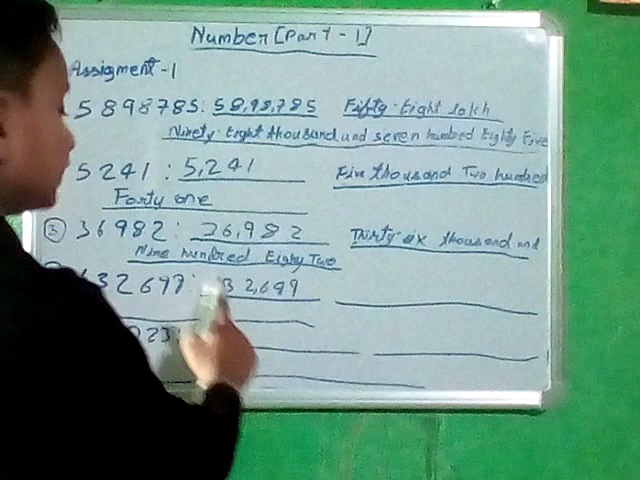 Number [Part - 1]
Assigment - 1
5898785: 58,98,785 Fifty-Eight lakh
Ninety-Eight thousand and seven hundred Eighty Five
5241: 5,241 Five thousand Two hundred
Forty one
③ 36982: 36,982 Thirty-six thousand and
Nine hundred Eighty Two
32,699
23